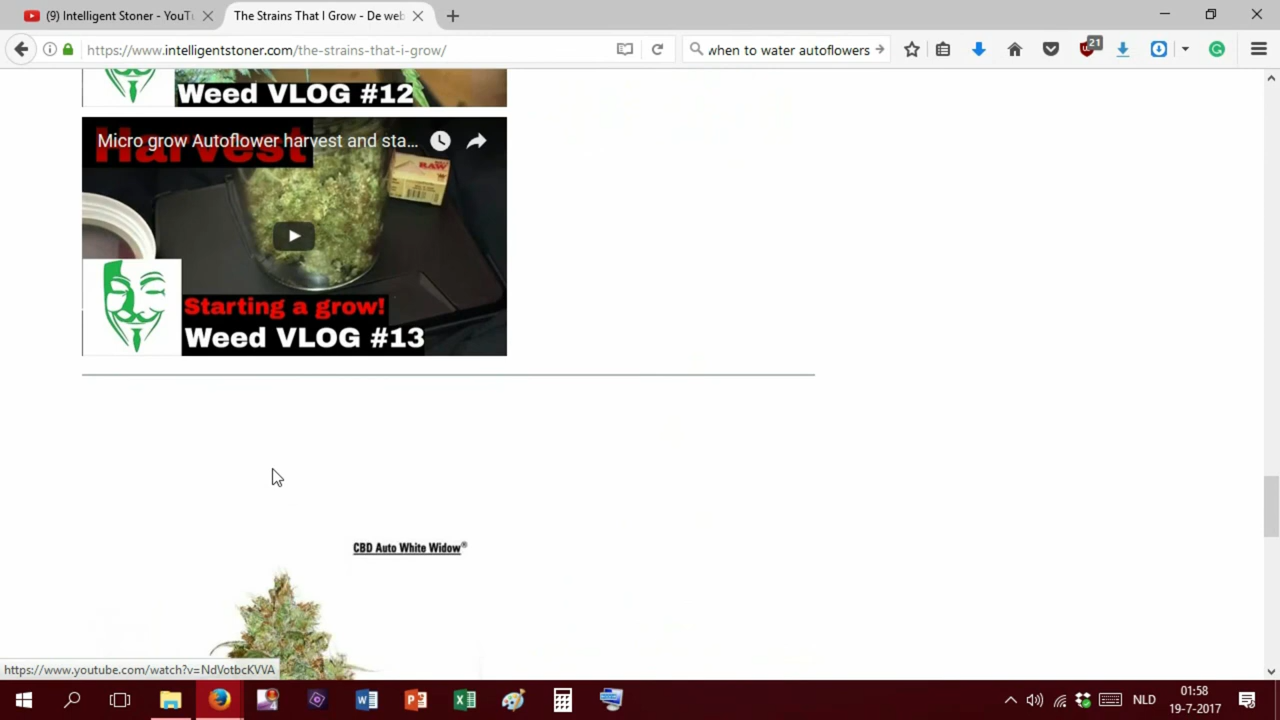 (9) Intelligent Stoner - YouTu
The Strains That I Grow - De web
https://www.intelligentstoner.com/the-strains-that-i-grow/
when to water autoflowers
21
Weed VLOG #12
Harvest
Micro grow Autoflower harvest and sta...
RAW
Starting a grow!
Weed VLOG #13
CBD Auto White Widow®
https://www.youtube.com/watch?v=NdVotbcKVVA
NLD
01:58
19-7-2017